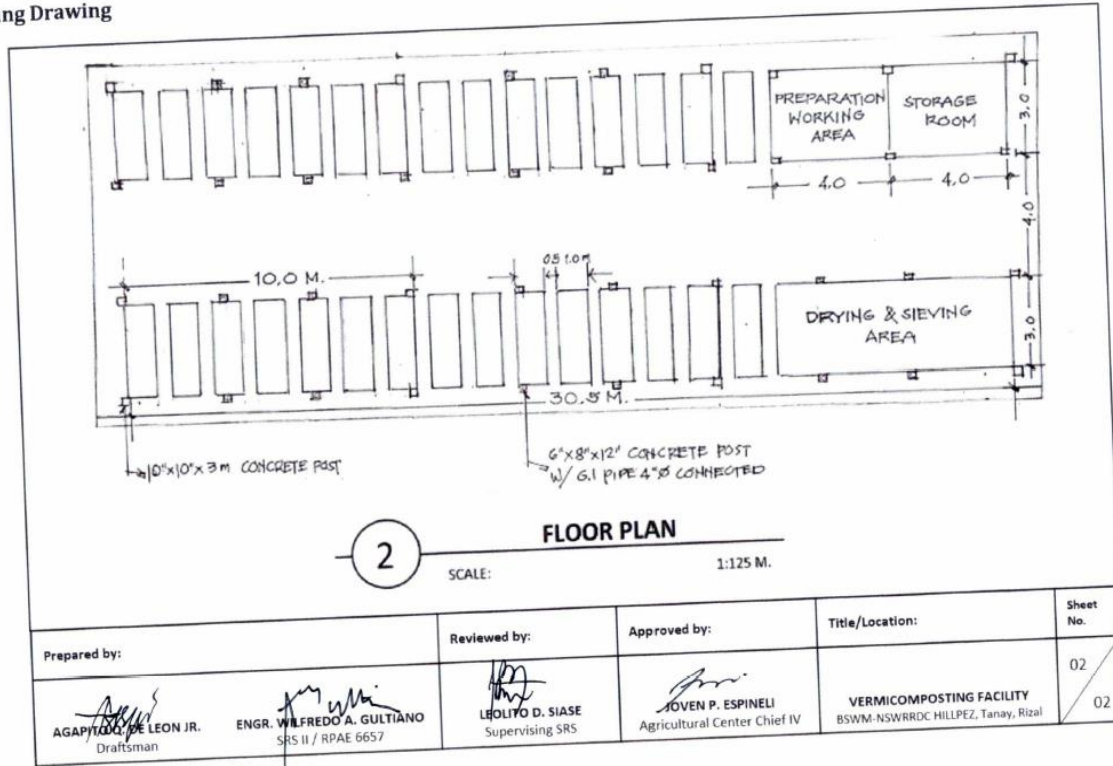 ng Drawing
PREPARATION
WORKING
AREA
STORAGE
ROOM
3.0
4.0
4.0
4.0
10.0 M.
0.5 1.0 m
DRYING & SIEVING
AREA
3.0
30.5 M.
10"x10"x3m CONCRETE POST
6"x8"x12" CONCRETE POST
W/ G.I PIPE 4"Ø CONNECTED
2
FLOOR PLAN
SCALE:
1:125 M.
Prepared by:
Reviewed by:
Approved by:
Title/Location:
Sheet
No.
AGAPITO Q. DE LEON JR.
Draftsman
ENGR. WILFREDO A. GULTIANO
SRS II / RPAE 6657
LEOLITO D. SIASE
Supervising SRS
JOVEN P. ESPINELI
Agricultural Center Chief IV
VERMICOMPOSTING FACILITY
BSWM-NSWRRDC HILLPEZ, Tanay, Rizal
02
02